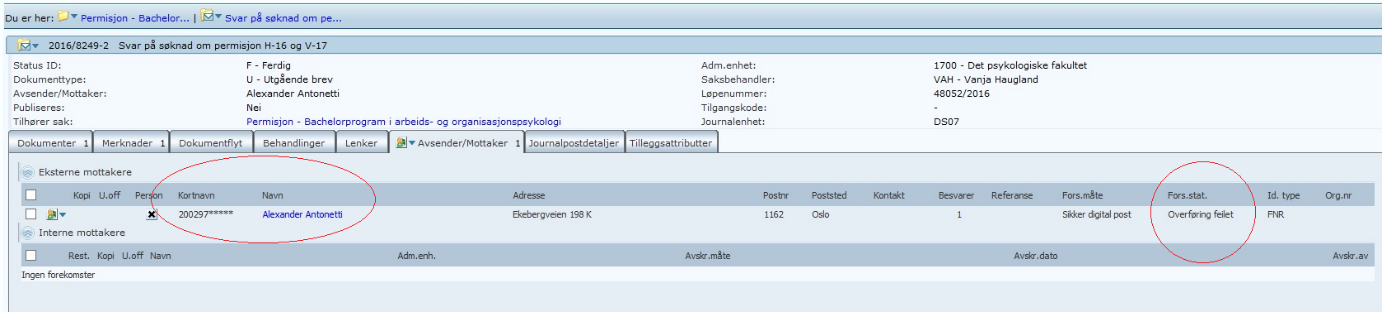 Du er her: Permisjon - Bachelor... | Svar på søknad om pe...
2016/8249-2 Svar på søknad om permisjon H-16 og V-17
Status ID: F - Ferdig Adm.enhet: 1700 - Det psykologiske fakultet
Dokumenttype: U - Utgående brev Saksbehandler: VAH - Vanja Haugland
Avsender/Mottaker: Alexander Antonetti Løpenummer: 48052/2016
Publiseres: Nei Tilgangskode: -
Tilhører sak: Permisjon - Bachelorprogram i arbeids- og organisasjonspsykologi Journalenhet: DS07
Dokumenter 1 Merknader 1 Dokumentflyt Behandlinger Lenker Avsender/Mottaker 1 Journalpostdetaljer Tilleggsattributter
Eksterne mottakere
Kopi U.off Person Kortnavn Navn Adresse Postnr Poststed Kontakt Besvarer Referanse Fors.måte Fors.stat. Id. type Org.nr
200297***** Alexander Antonetti Ekebergveien 198 K 1162 Oslo 1 Sikker digital post Overføring feilet FNR
Interne mottakere
Rest. Kopi U.off Navn Adm.enh. Avskr.måte Avskr.dato Avskr.av
Ingen forekomster